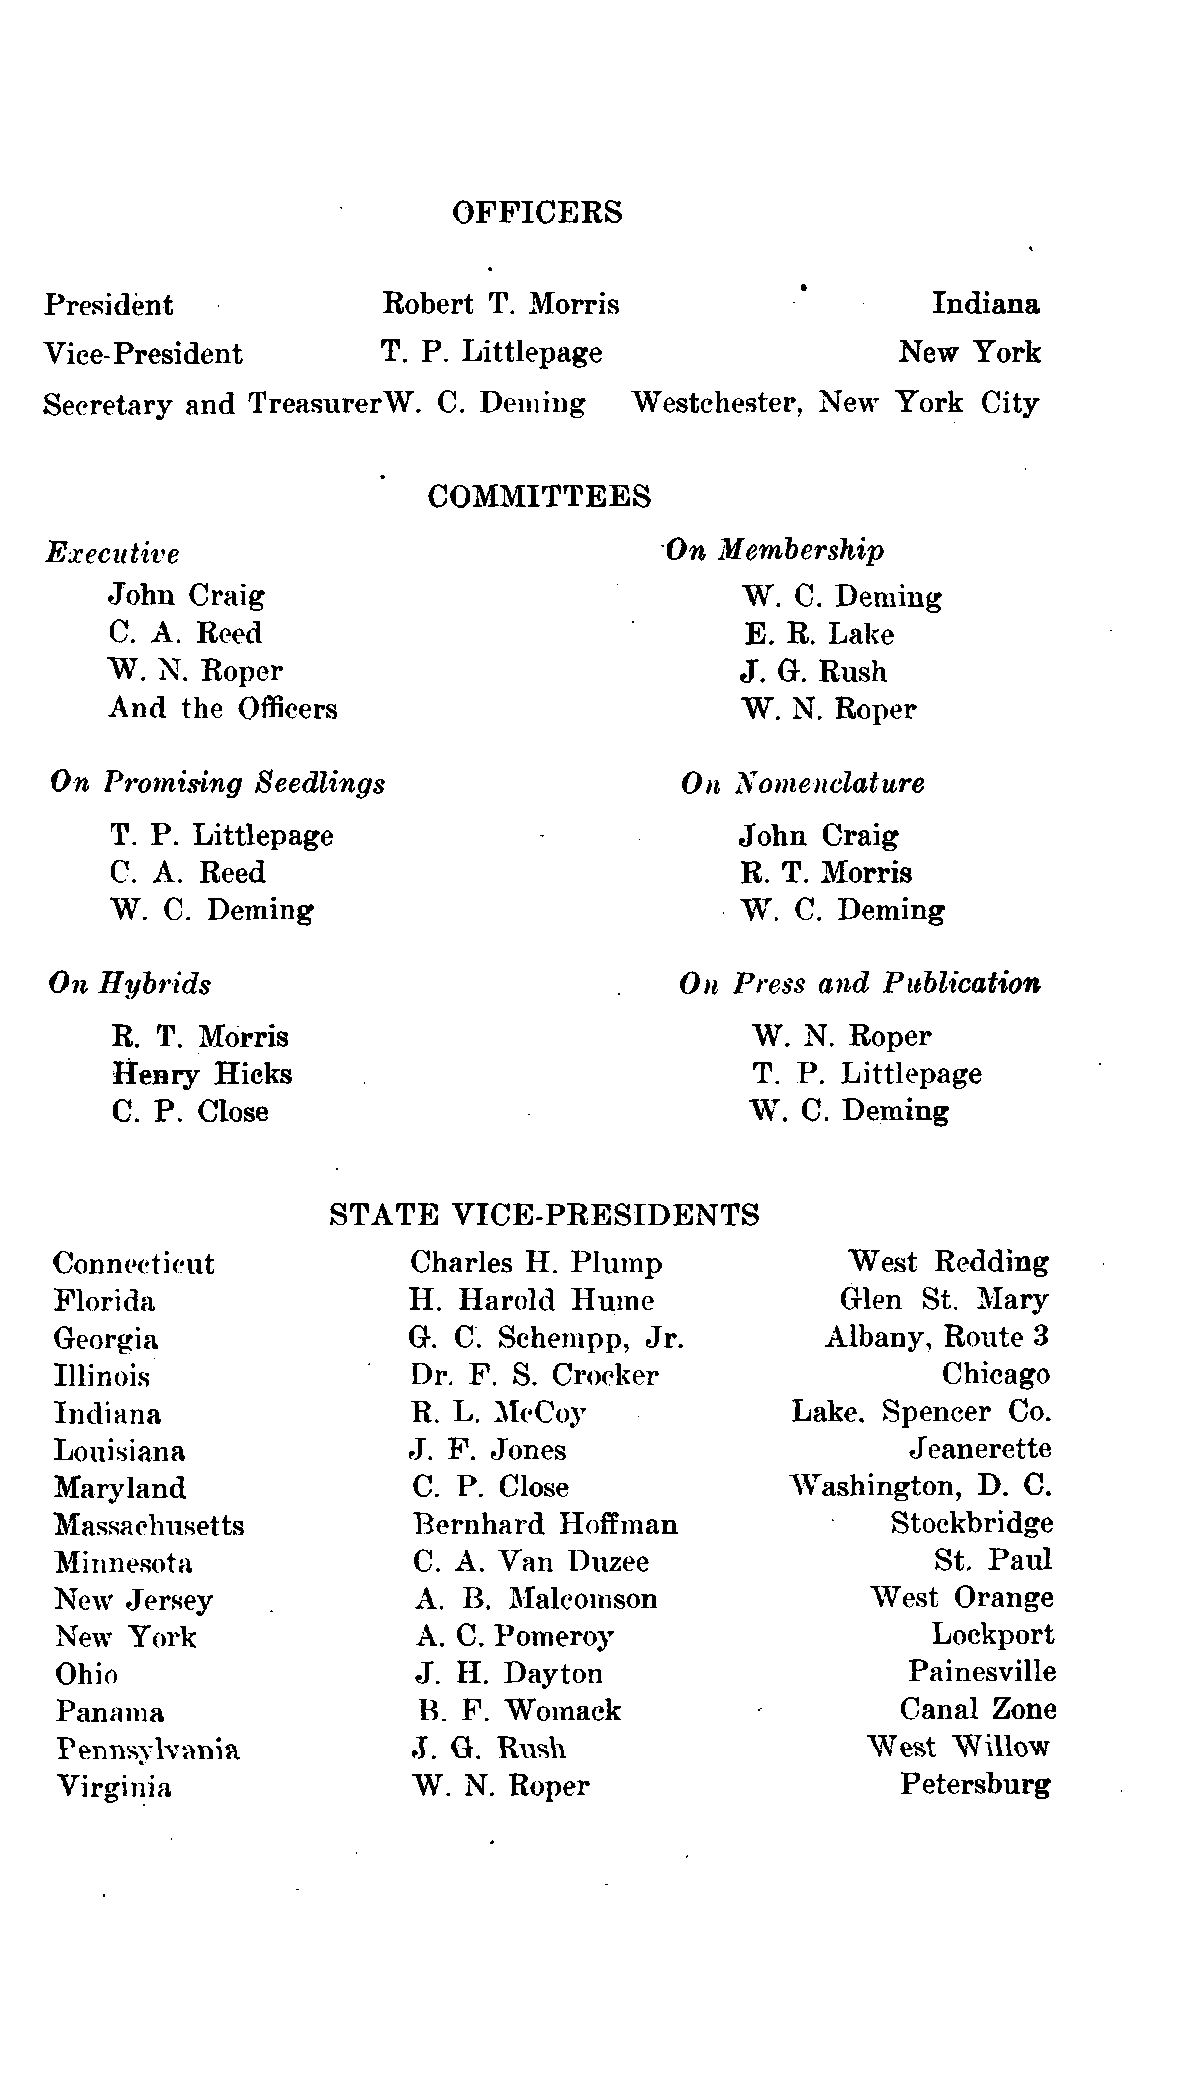 OFFICERS
President Robert T. Morris Indiana
Vice-President T. P. Littlepage New York
Secretary and TreasurerW. C. Deming Westchester, New York City
COMMITTEES
Executive
John Craig
C. A. Reed
W. N. Roper
And the Officers
On Membership
W. C. Deming
E. R. Lake
J. G. Rush
W. N. Roper
On Promising Seedlings
T. P. Littlepage
C. A. Reed
W. C. Deming
On Nomenclature
John Craig
R. T. Morris
W. C. Deming
On Hybrids
R. T. Morris
Henry Hicks
C. P. Close
On Press and Publication
W. N. Roper
T. P. Littlepage
W. C. Deming
STATE VICE-PRESIDENTS
Connecticut Charles H. Plump West Redding
Florida H. Harold Hume Glen St. Mary
Georgia G. C. Schempp, Jr. Albany, Route 3
Illinois Dr. F. S. Crocker Chicago
Indiana R. L. McCoy Lake. Spencer Co.
Louisiana J. F. Jones Jeanerette
Maryland C. P. Close Washington, D. C.
Massachusetts Bernhard Hoffman Stockbridge
Minnesota C. A. Van Duzee St. Paul
New Jersey A. B. Malcomson West Orange
New York A. C. Pomeroy Lockport
Ohio J. H. Dayton Painesville
Panama B. F. Womack Canal Zone
Pennsylvania J. G. Rush West Willow
Virginia W. N. Roper Petersburg